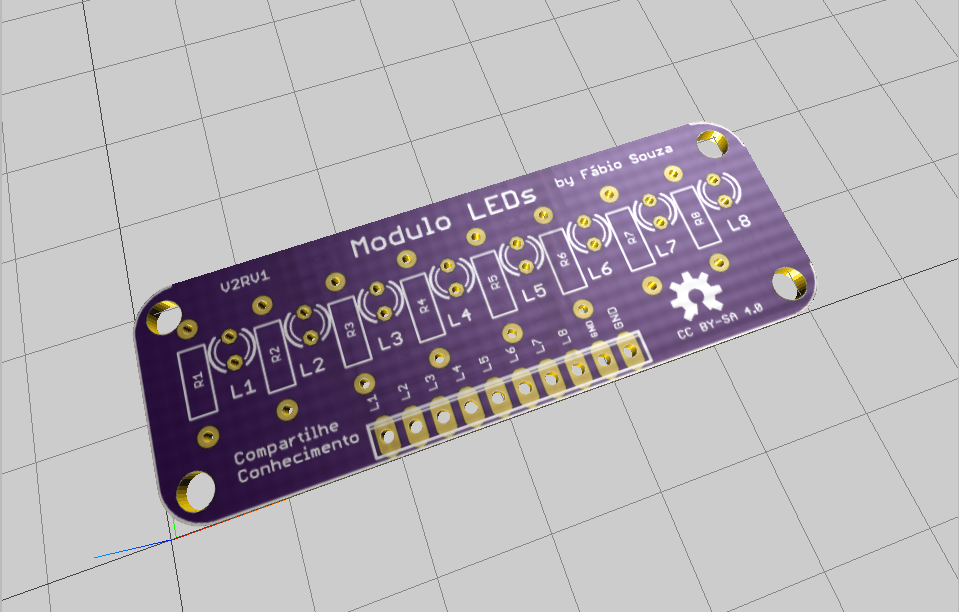 Modulo LEDs
by Fábio Souza
V2RV1
R1
L1
R2
L2
R3
L3
R4
L4
R5
L5
R6
L6
R7
L7
R8
L8
L1 L2 L3 L4 L5 L6 L7 L8 GND GND
Compartilhe
Conhecimento
CC BY-SA 4.0